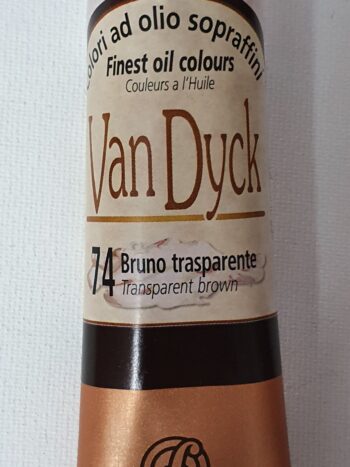 Colori ad olio sopraffini
Finest oil colours
Couleurs a l'Huile
Van Dyck
74 Bruno trasparente
Transparent brown